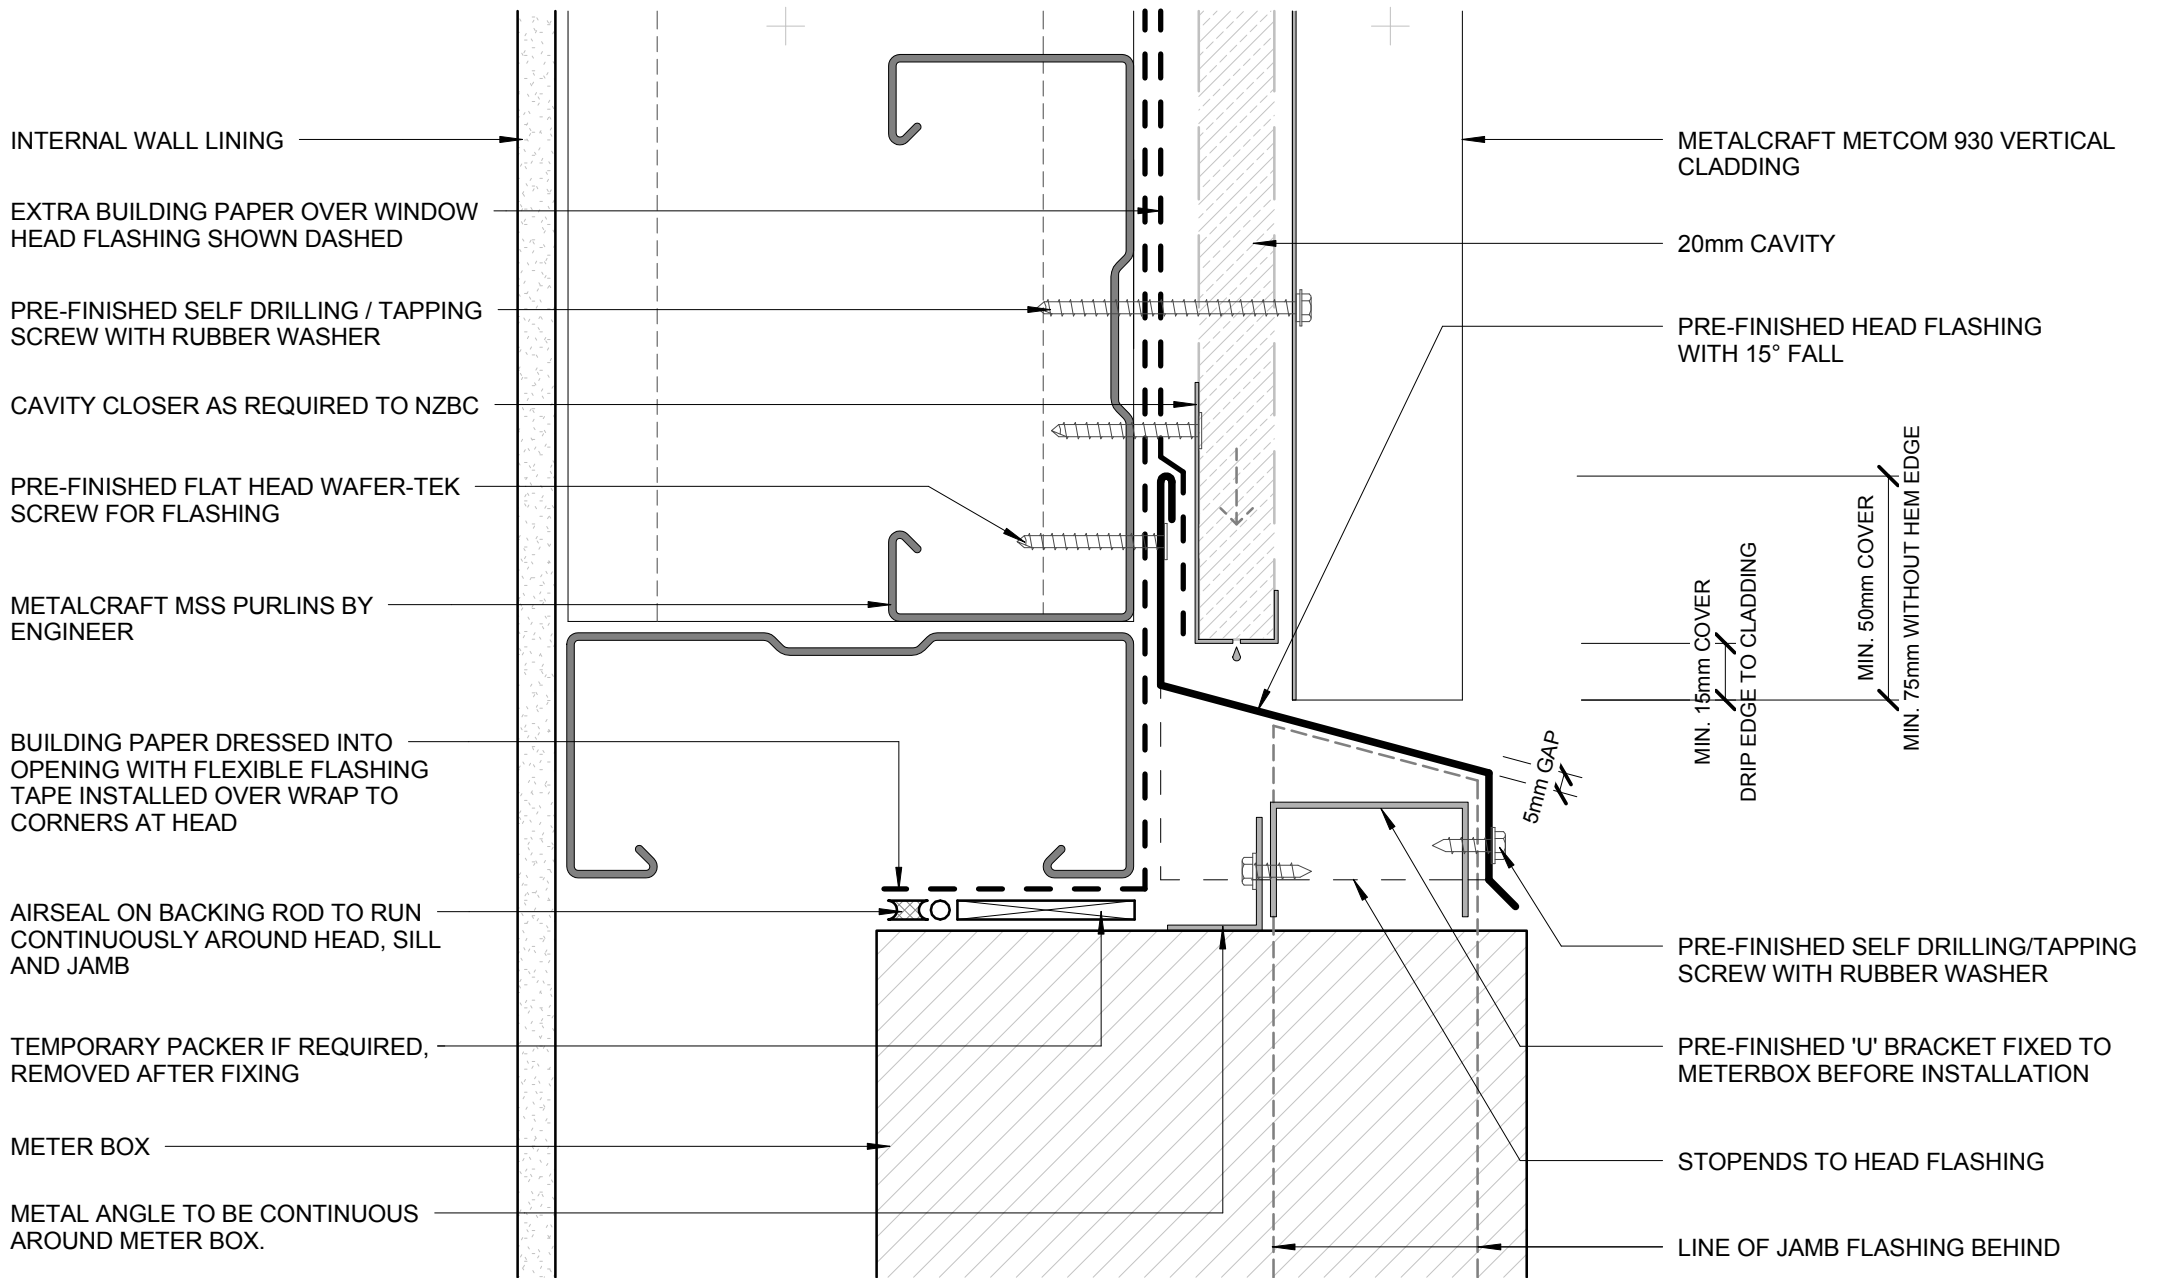 INTERNAL WALL LINING
EXTRA BUILDING PAPER OVER WINDOW
HEAD FLASHING SHOWN DASHED
PRE-FINISHED SELF DRILLING / TAPPING
SCREW WITH RUBBER WASHER
CAVITY CLOSER AS REQUIRED TO NZBC
PRE-FINISHED FLAT HEAD WAFER-TEK
SCREW FOR FLASHING
METALCRAFT MSS PURLINS BY
ENGINEER
BUILDING PAPER DRESSED INTO
OPENING WITH FLEXIBLE FLASHING
TAPE INSTALLED OVER WRAP TO
CORNERS AT HEAD
AIRSEAL ON BACKING ROD TO RUN
CONTINUOUSLY AROUND HEAD, SILL
AND JAMB
TEMPORARY PACKER IF REQUIRED,
REMOVED AFTER FIXING
METER BOX
METAL ANGLE TO BE CONTINUOUS
AROUND METER BOX.
METALCRAFT METCOM 930 VERTICAL
CLADDING
20mm CAVITY
PRE-FINISHED HEAD FLASHING
WITH 15° FALL
5mm GAP
MIN. 15mm COVER
DRIP EDGE TO CLADDING
MIN. 50mm COVER
MIN. 75mm WITHOUT HEM EDGE
PRE-FINISHED SELF DRILLING/TAPPING
SCREW WITH RUBBER WASHER
PRE-FINISHED 'U' BRACKET FIXED TO
METERBOX BEFORE INSTALLATION
STOPENDS TO HEAD FLASHING
LINE OF JAMB FLASHING BEHIND